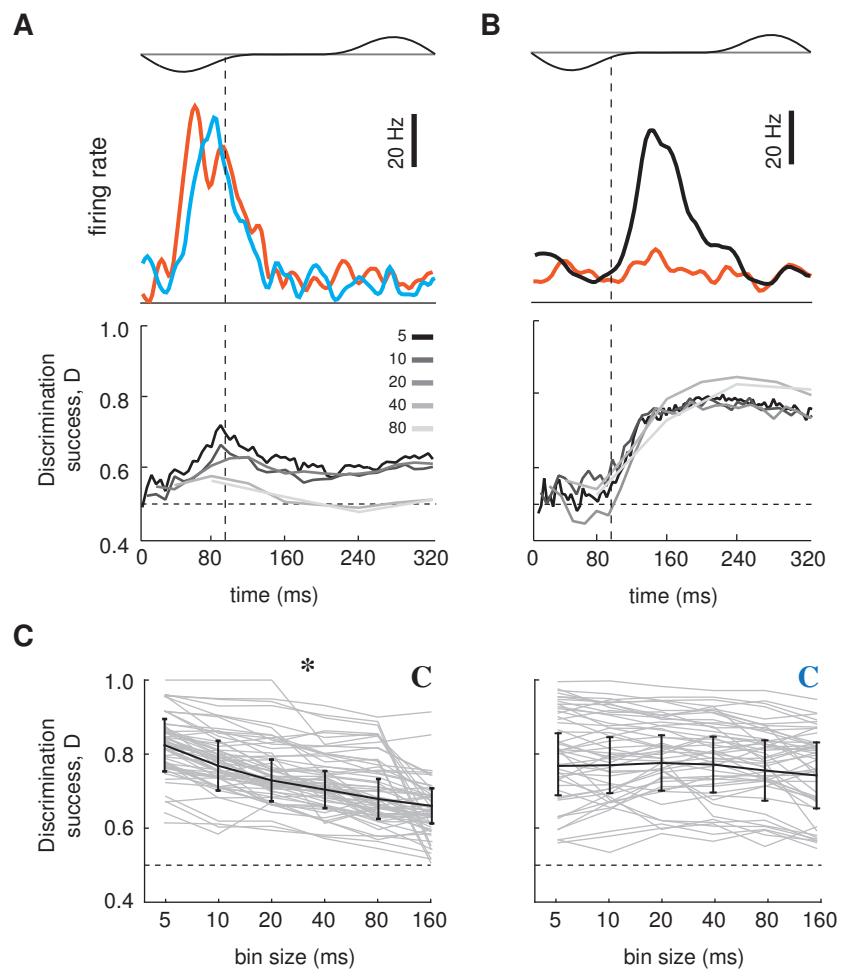 A
B
20 Hz
20 Hz
firing rate
1.0
0.8
0.6
0.4
Discrimination
success, D
5
10
20
40
80
0 80 160 240 320
0 80 160 240 320
time (ms)
time (ms)
C
* C
C
1.0
0.8
0.6
0.4
Discrimination
success, D
5 10 20 40 80 160
5 10 20 40 80 160
bin size (ms)
bin size (ms)